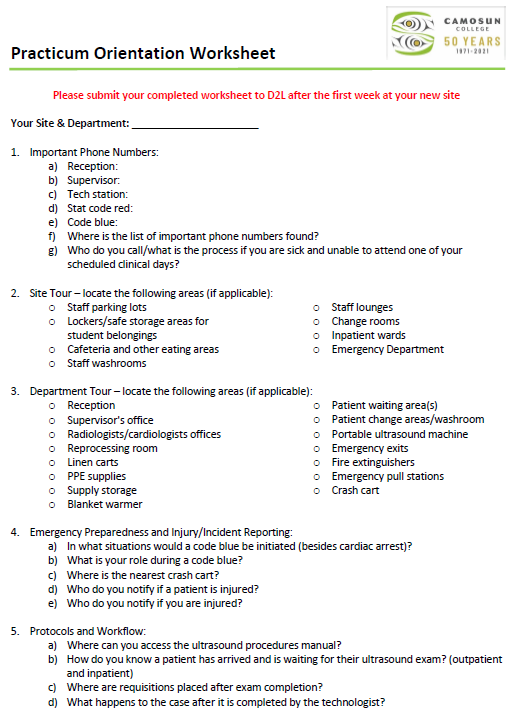 CAMOSUN
COLLEGE
50 YEARS
1971-2021
Practicum Orientation Worksheet
Please submit your completed worksheet to D2L after the first week at your new site
Your Site & Department: ____________________
1. Important Phone Numbers:
a) Reception:
b) Supervisor:
c) Tech station:
d) Stat code red:
e) Code blue:
f) Where is the list of important phone numbers found?
g) Who do you call/what is the process if you are sick and unable to attend one of your
scheduled clinical days?
2. Site Tour – locate the following areas (if applicable):
o Staff parking lots
o Lockers/safe storage areas for
student belongings
o Cafeteria and other eating areas
o Staff washrooms
o Staff lounges
o Change rooms
o Inpatient wards
o Emergency Department
3. Department Tour – locate the following areas (if applicable):
o Reception
o Supervisor's office
o Radiologists/cardiologists offices
o Reprocessing room
o Linen carts
o PPE supplies
o Supply storage
o Blanket warmer
o Patient waiting area(s)
o Patient change areas/washroom
o Portable ultrasound machine
o Emergency exits
o Fire extinguishers
o Emergency pull stations
o Crash cart
4. Emergency Preparedness and Injury/Incident Reporting:
a) In what situations would a code blue be initiated (besides cardiac arrest)?
b) What is your role during a code blue?
c) Where is the nearest crash cart?
d) Who do you notify if a patient is injured?
e) Who do you notify if you are injured?
5. Protocols and Workflow:
a) Where can you access the ultrasound procedures manual?
b) How do you know a patient has arrived and is waiting for their ultrasound exam? (outpatient
and inpatient)
c) Where are requisitions placed after exam completion?
d) What happens to the case after it is completed by the technologist?